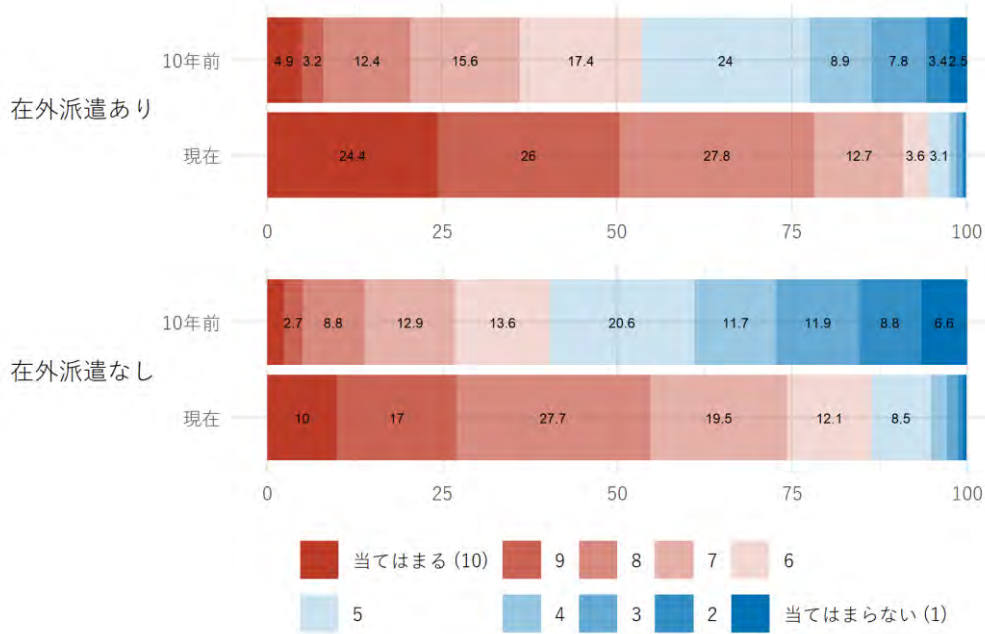 10年前 4.9 3.2 12.4 15.6 17.4 24 8.9 7.8 3.4 2.5
在外派遣あり
現在 24.4 26 27.8 12.7 3.6 3.1
0 25 50 75 100
10年前 2.7 8.8 12.9 13.6 20.6 11.7 11.9 8.8 6.6
在外派遣なし
現在 10 17 27.7 19.5 12.1 8.5
0 25 50 75 100
当てはまる (10) 9 8 7 6
5 4 3 2 当てはまらない (1)